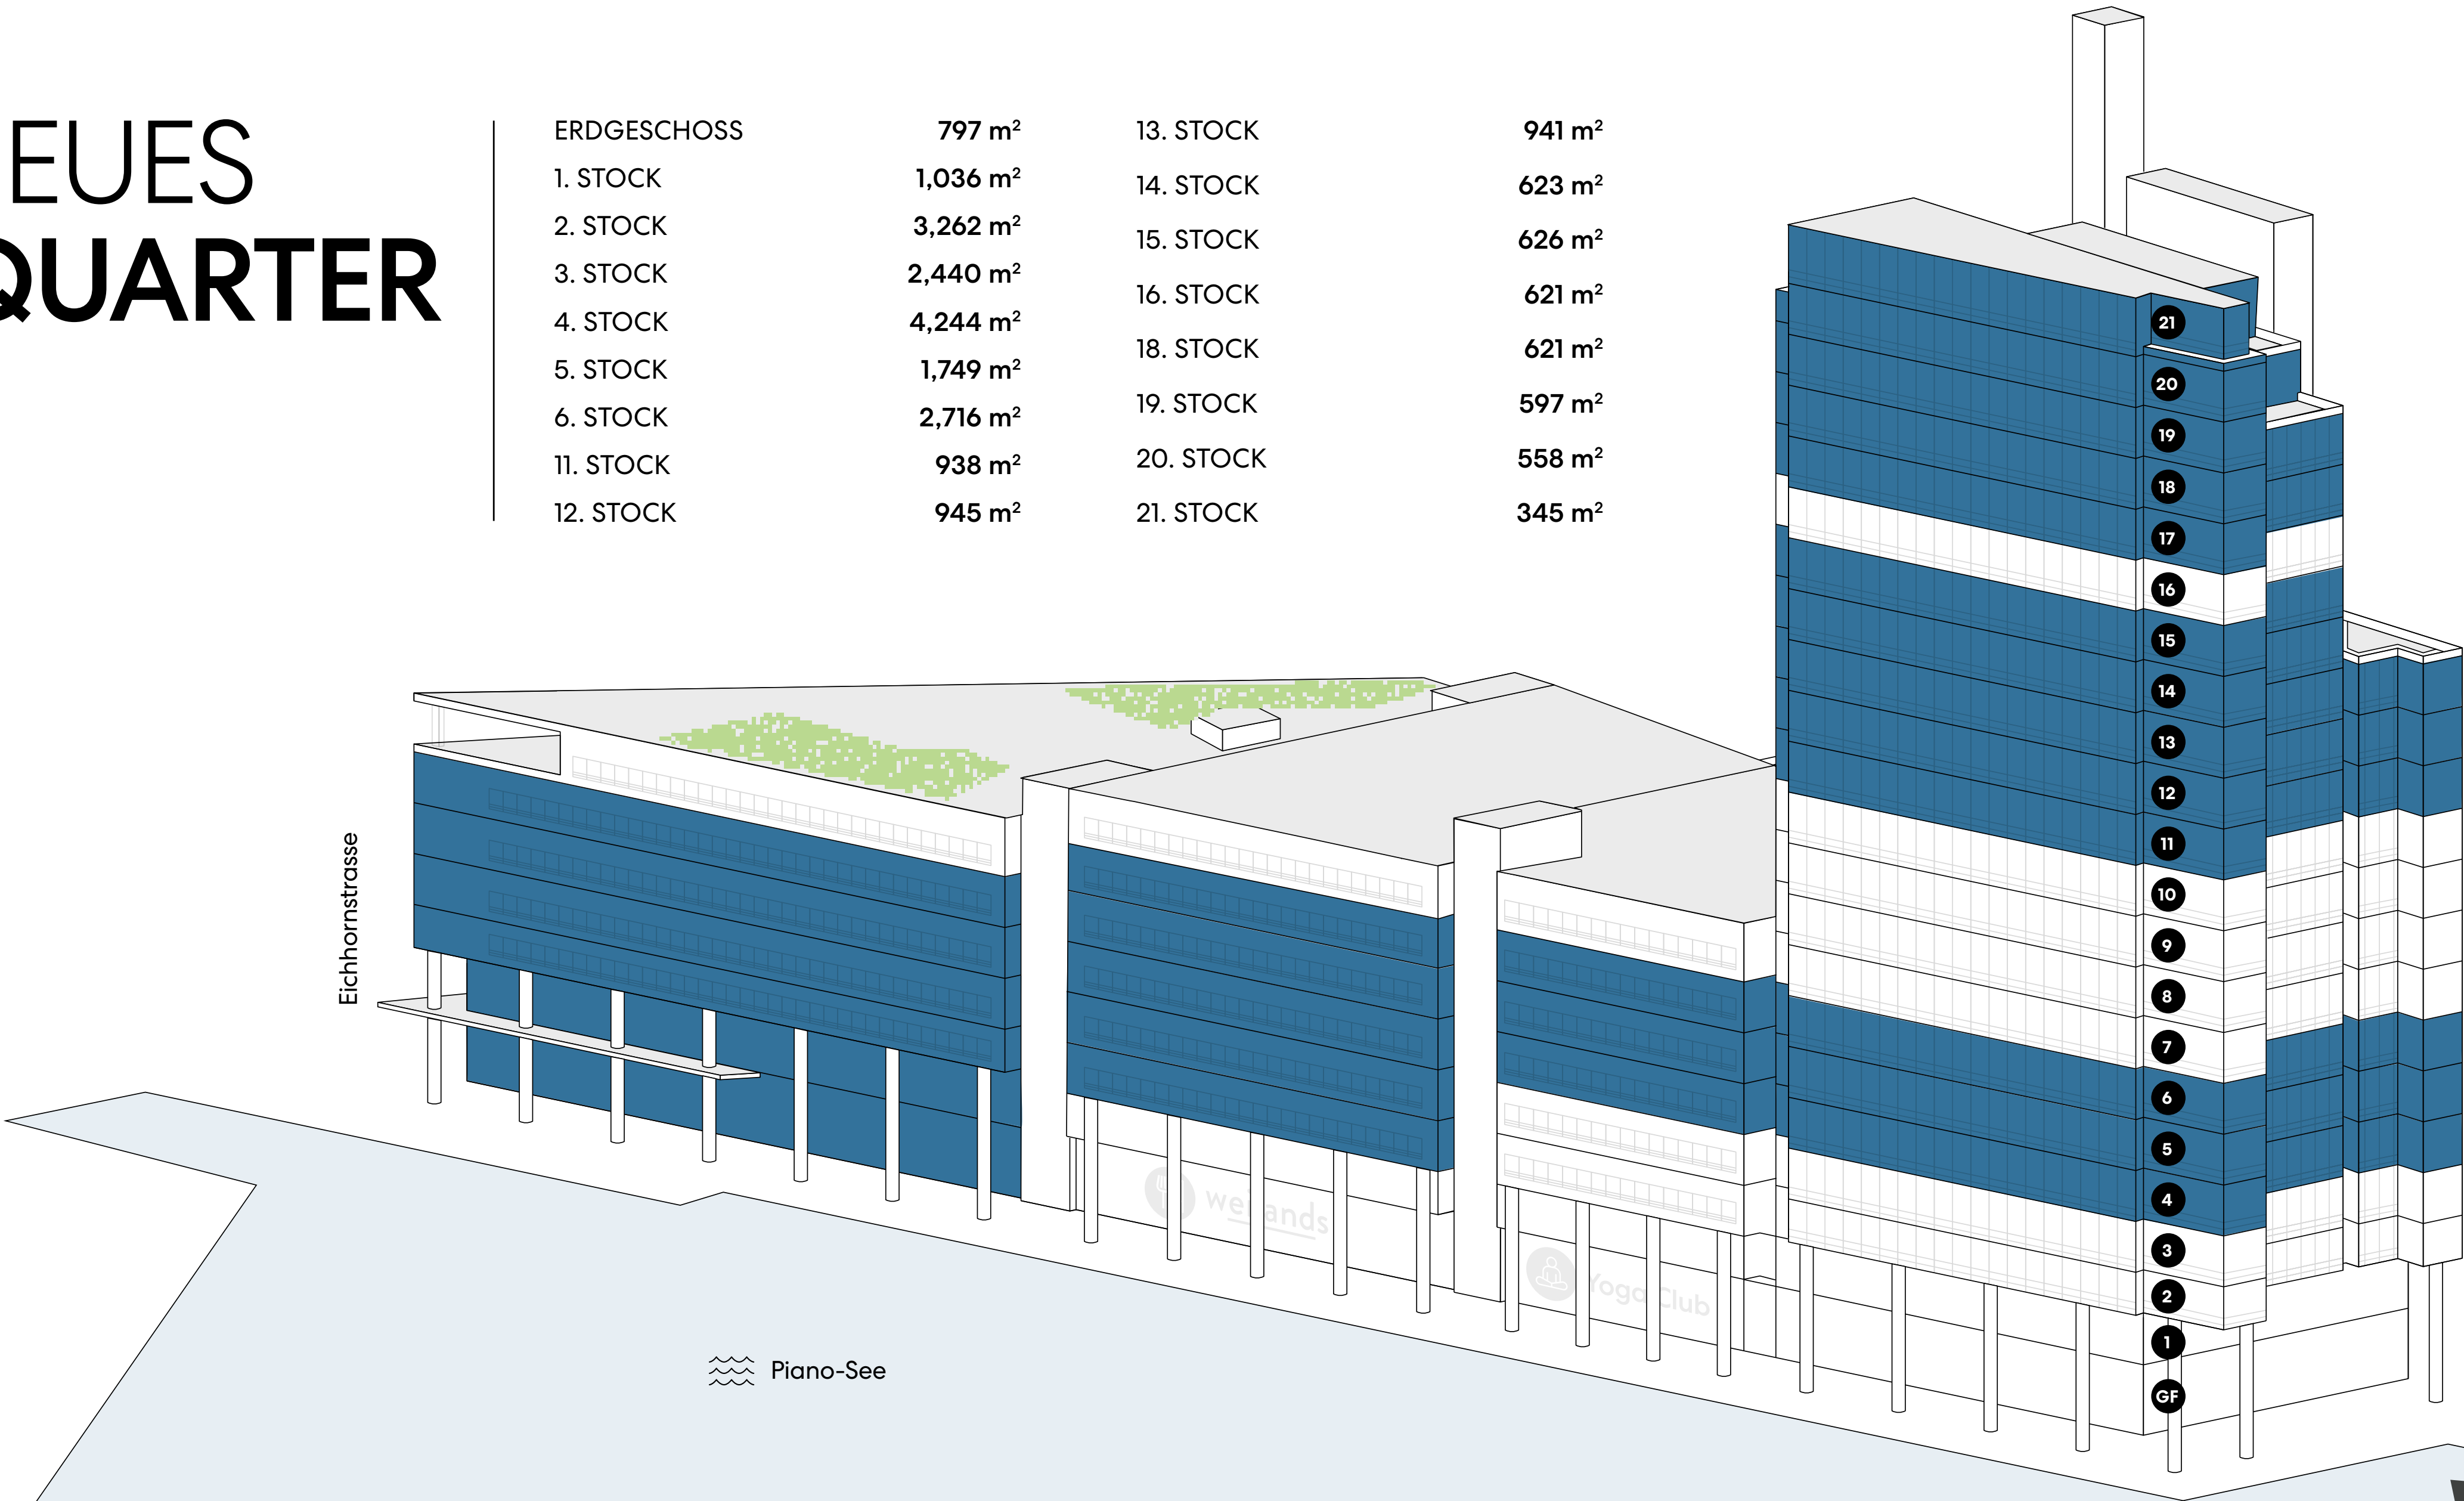 EUES
QUARTER
ERDGESCHOSS 797 m²
1. STOCK 1,036 m²
2. STOCK 3,262 m²
3. STOCK 2,440 m²
4. STOCK 4,244 m²
5. STOCK 1,749 m²
6. STOCK 2,716 m²
11. STOCK 938 m²
12. STOCK 945 m²
13. STOCK 941 m²
14. STOCK 623 m²
15. STOCK 626 m²
16. STOCK 621 m²
18. STOCK 621 m²
19. STOCK 597 m²
20. STOCK 558 m²
21. STOCK 345 m²
21
20
19
18
17
16
15
14
13
12
11
10
9
8
7
6
5
4
3
2
1
GF
Eichhornstrasse
weilands
Yoga Club
Piano-See